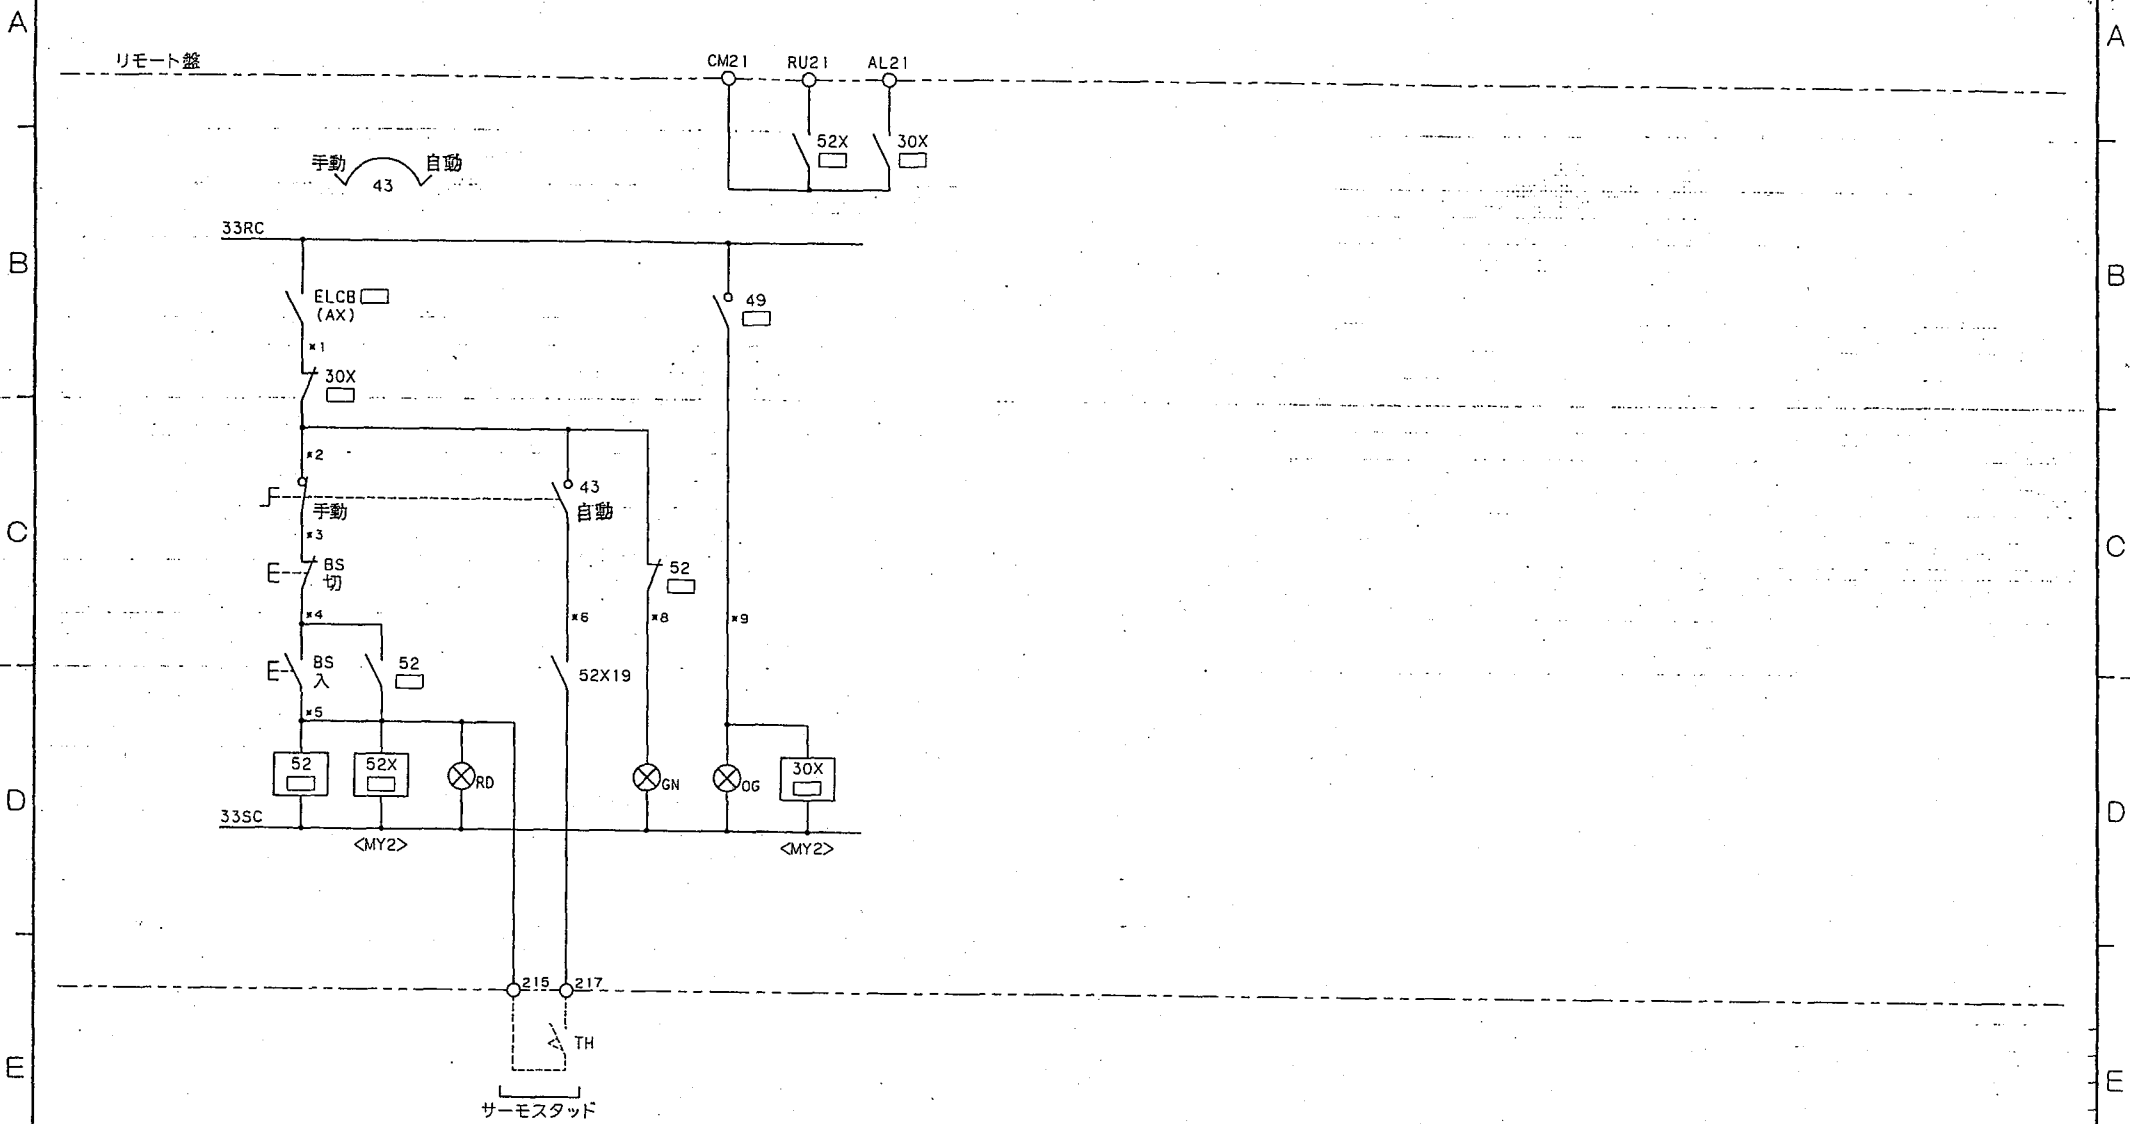 A
A
リモート盤
CM21
RU21
AL21
52X
30X
手動
自動
43
33RC
B
B
ELCB
(AX)
49
*1
30X
*2
43
手動
自動
*3
C
C
BS
切
52
*4
*6
*8
*9
BS
入
52
52X19
*5
52
52X
RD
GN
OG
30X
D
D
33SC
<MY2>
<MY2>
215
217
TH
E
E
サーモスタッド